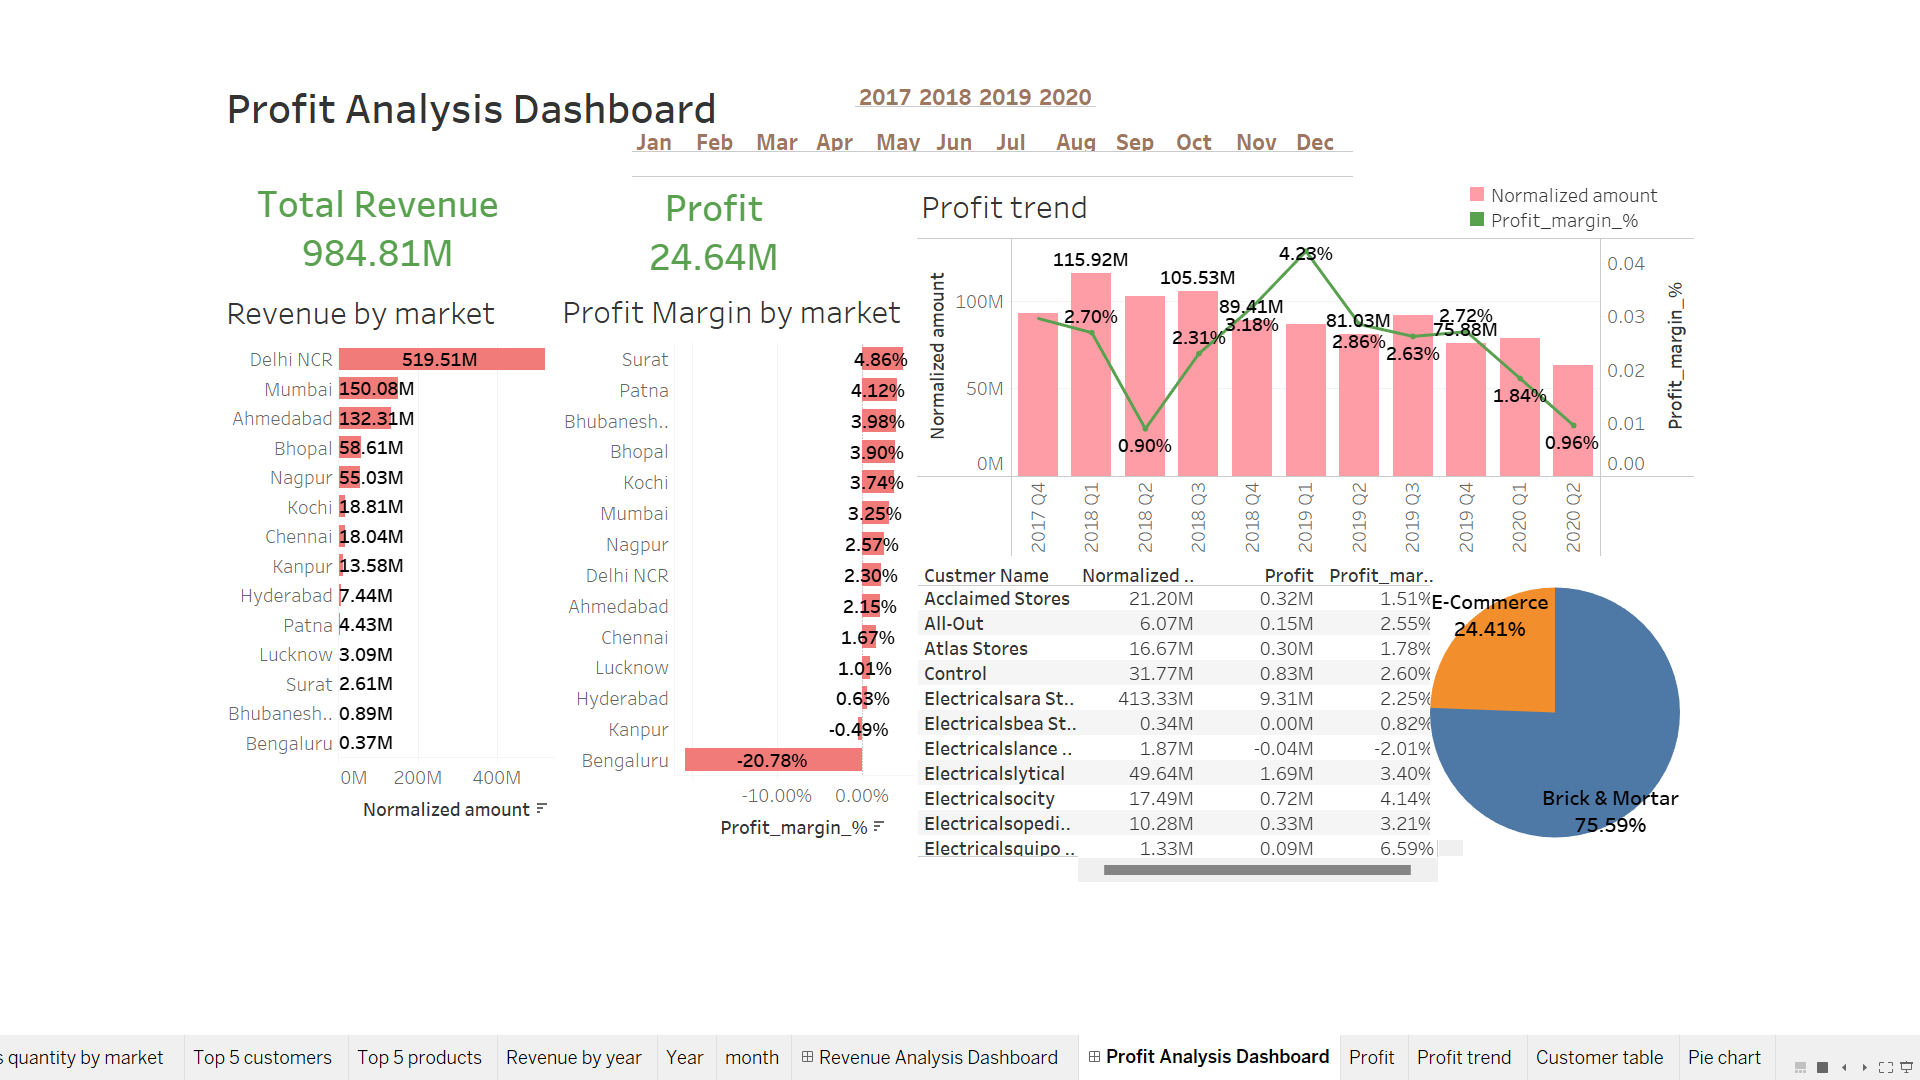 Profit Analysis Dashboard
2017 2018 2019 2020
Jan Feb Mar Apr May Jun Jul Aug Sep Oct Nov Dec
Total Revenue
984.81M
Profit
24.64M
Revenue by market
Delhi NCR 519.51M
Mumbai 150.08M
Ahmedabad 132.31M
Bhopal 58.61M
Nagpur 55.03M
Kochi 18.81M
Chennai 18.04M
Kanpur 13.58M
Hyderabad 7.44M
Patna 4.43M
Lucknow 3.09M
Surat 2.61M
Bhubanesh.. 0.89M
Bengaluru 0.37M
0M 200M 400M
Normalized amount
Profit Margin by market
Surat 4.86%
Patna 4.12%
Bhubanesh.. 3.98%
Bhopal 3.90%
Kochi 3.74%
Mumbai 3.25%
Nagpur 2.57%
Delhi NCR 2.30%
Ahmedabad 2.15%
Chennai 1.67%
Lucknow 1.01%
Hyderabad 0.63%
Kanpur -0.49%
Bengaluru -20.78%
-10.00% 0.00%
Profit_margin_%
Profit trend
Normalized amount
Profit_margin_%
Normalized amount
100M
50M
0M
115.92M
105.53M
89.41M
81.03M
75.88M
2.70%
0.90%
2.31%
3.18%
4.23%
2.86%
2.63%
2.72%
1.84%
0.96%
0.04
0.03
0.02
0.01
0.00
Profit_margin_%
2017 Q4
2018 Q1
2018 Q2
2018 Q3
2018 Q4
2019 Q1
2019 Q2
2019 Q3
2019 Q4
2020 Q1
2020 Q2
Custmer Name Normalized .. Profit Profit_mar..
Acclaimed Stores 21.20M 0.32M 1.51%
All-Out 6.07M 0.15M 2.55%
Atlas Stores 16.67M 0.30M 1.78%
Control 31.77M 0.83M 2.60%
Electricalsara St.. 413.33M 9.31M 2.25%
Electricalsbea St.. 0.34M 0.00M 0.82%
Electricalslance .. 1.87M -0.04M -2.01%
Electricalslytical 49.64M 1.69M 3.40%
Electricalsocity 17.49M 0.72M 4.14%
Electricalsopedi.. 10.28M 0.33M 3.21%
Electricalsquipo .. 1.33M 0.09M 6.59%
E-Commerce
24.41%
Brick & Mortar
75.59%
s quantity by market Top 5 customers Top 5 products Revenue by year Year month Revenue Analysis Dashboard Profit Analysis Dashboard Profit Profit trend Customer table Pie chart